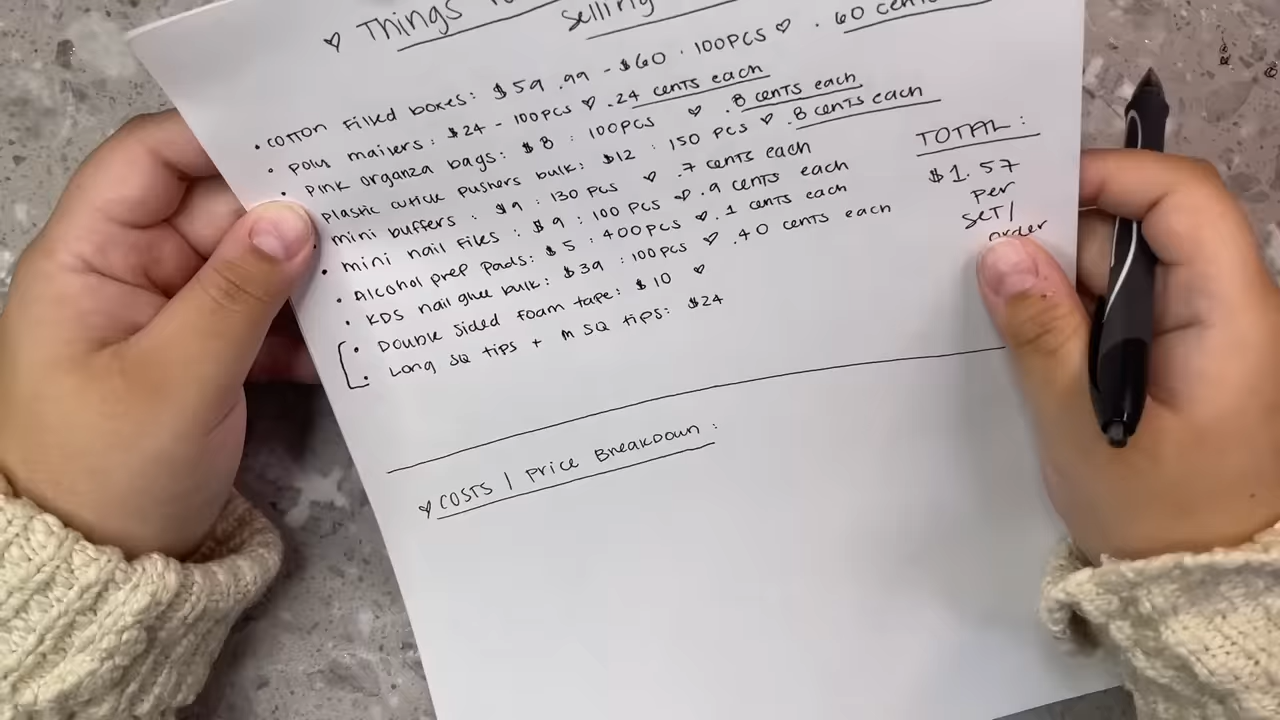 ♡ Things
Selling
• COTTON Filled boxes: $59.99 - $60 . 100PCS ♡ . 60 cents
• poly mailers: $24 - 100PCS ♡ .24 cents each
• Pink organza bags: $8 : 100PCS ♡ .8 cents each
plastic cuticle pushers bulk: $12 : 150 PCS ♡ .8 cents each
• mini buffers : $9 : 130 PCS ♡ .7 cents each
• mini nail files : $9 : 100 PCS ♡ .9 cents each
• Alcohol prep pads: $5 : 400PCS ♡ .1 cents each
• KDS nail glue bulk: $39 : 100PCS ♡ .40 cents each
• Double sided foam tape: $10 ♡
• Long SQ tips + M SQ tips: $24
TOTAL:
$1.57
per
set/
order
♡ COSTS / Price Breakdown: